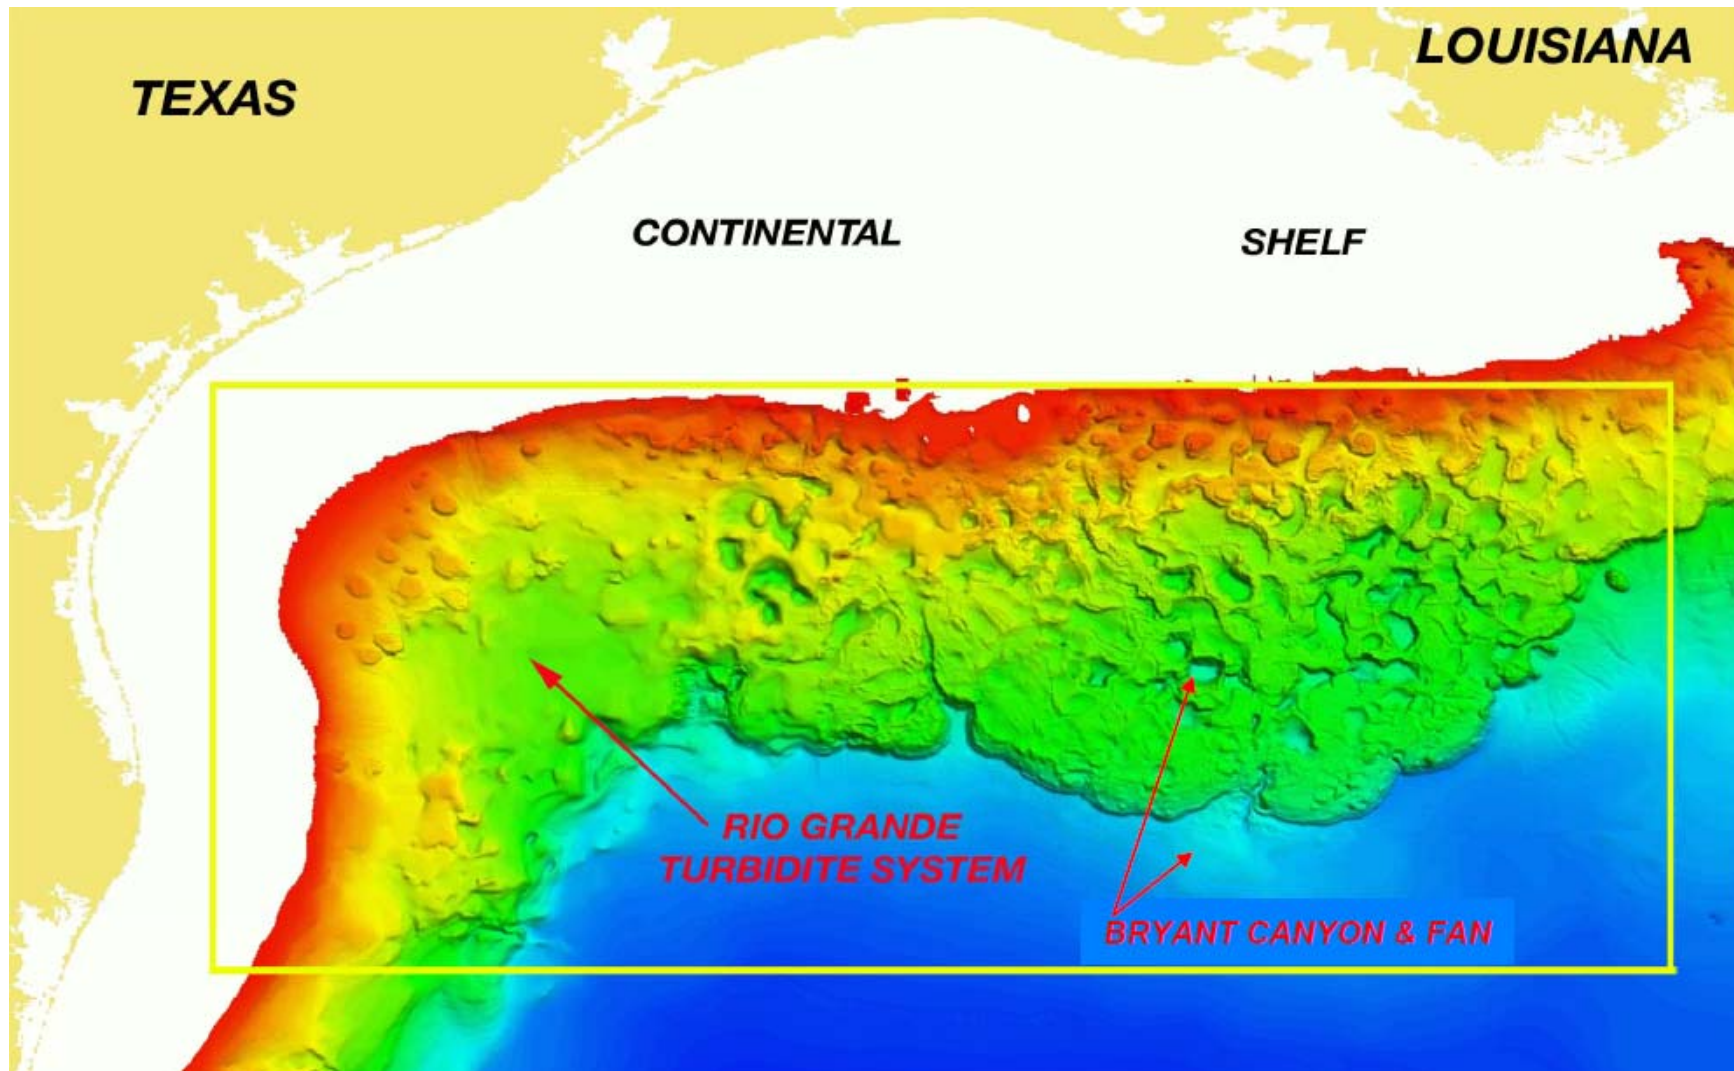 TEXAS
LOUISIANA
CONTINENTAL
SHELF
RIO GRANDE
TURBIDITE SYSTEM
BRYANT CANYON & FAN